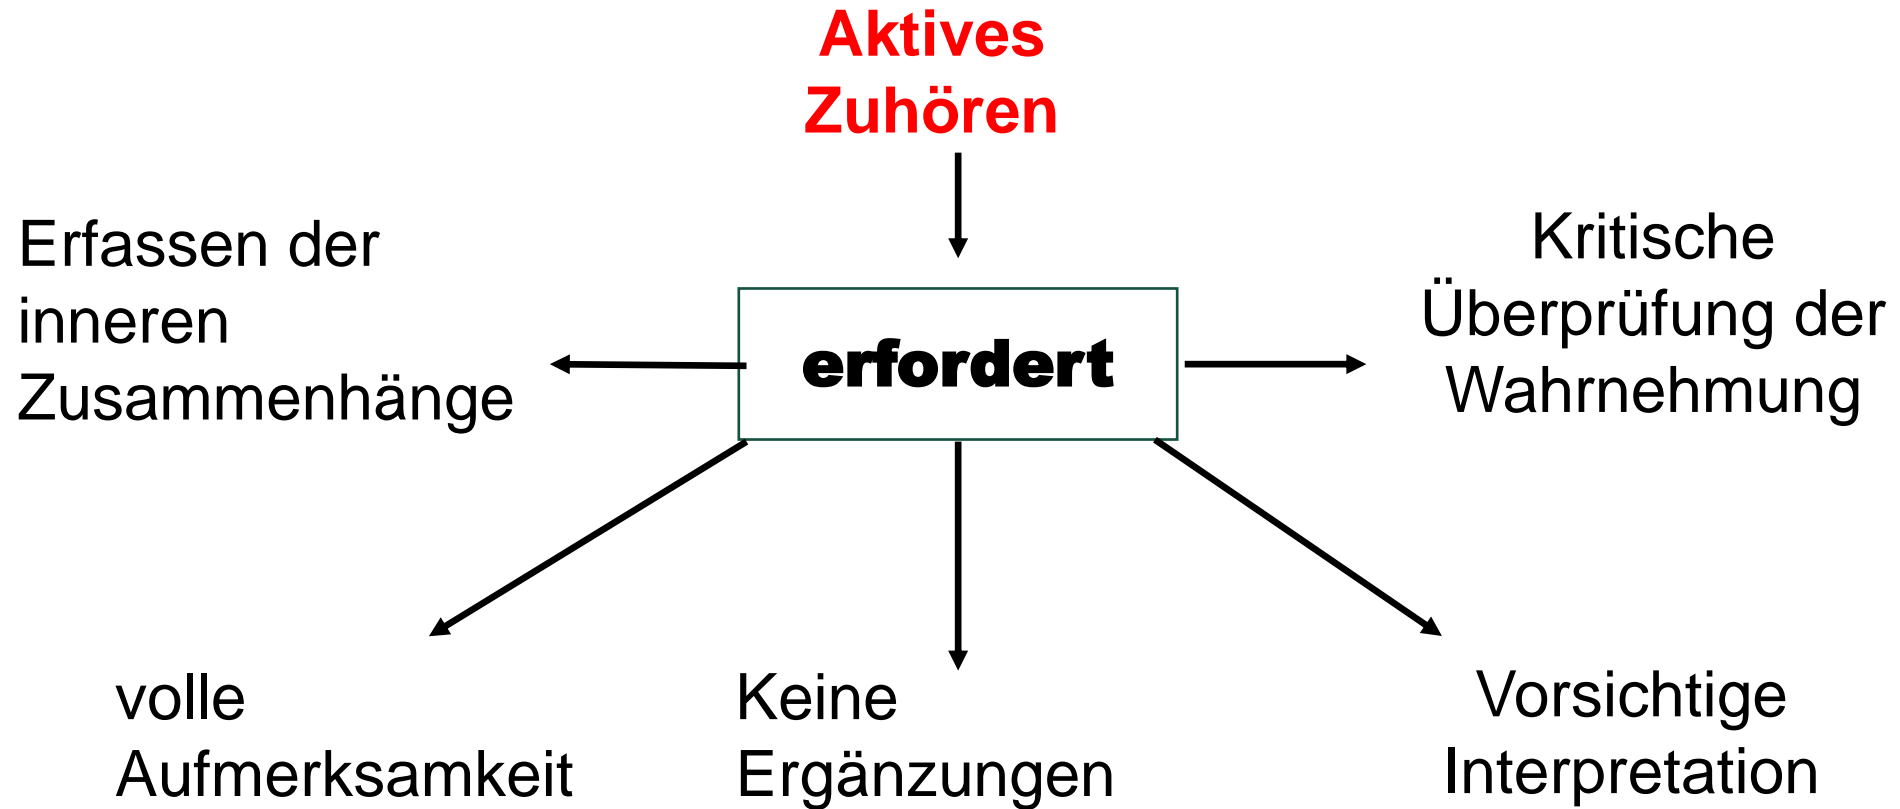 Aktives
Zuhören
Erfassen der
inneren
Zusammenhänge
erfordert
Kritische
Überprüfung der
Wahrnehmung
volle
Aufmerksamkeit
Keine
Ergänzungen
Vorsichtige
Interpretation